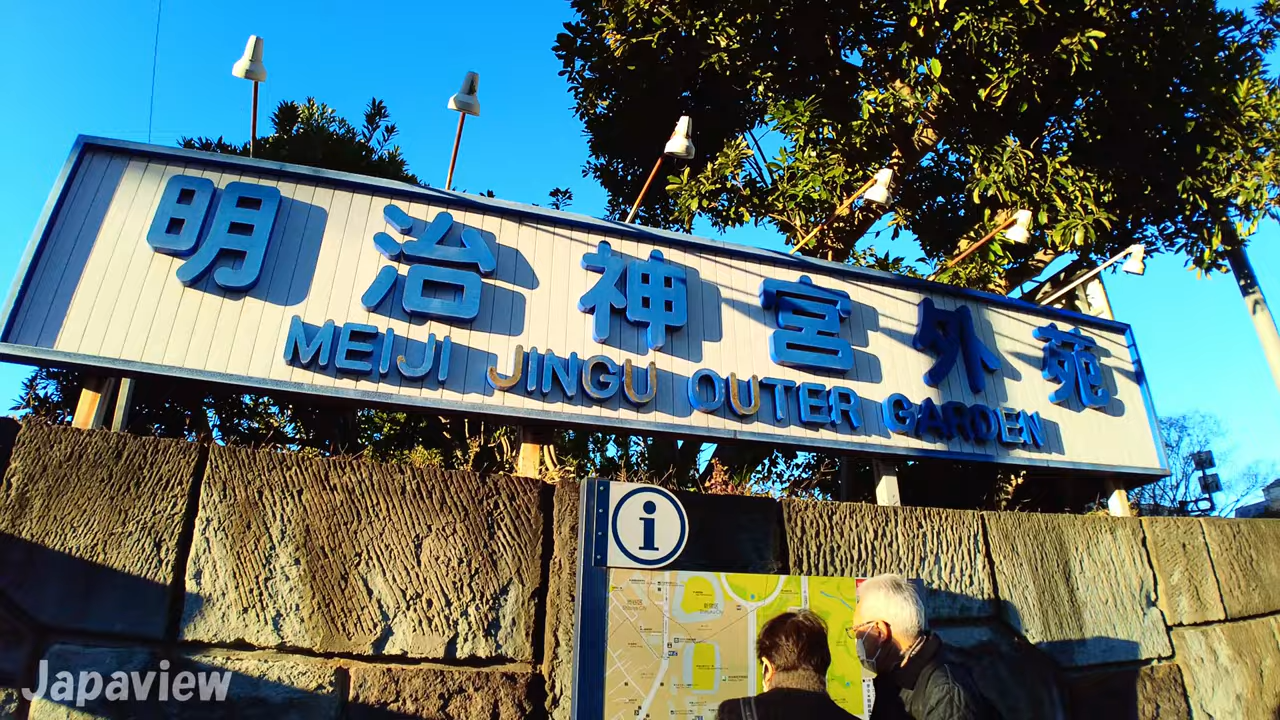 明治神宮外苑
MEIJI JINGU OUTER GARDEN
i
Japaview